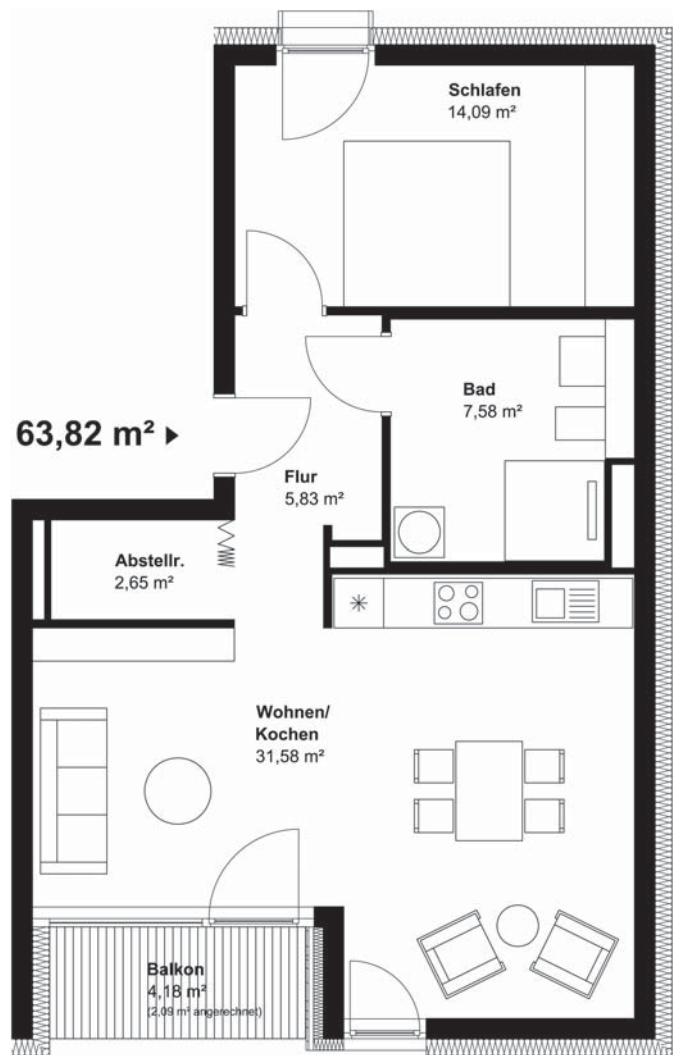 Schlafen
14,09 m²
Bad
7,58 m²
63,82 m²
Flur
5,83 m²
Abstellr.
2,65 m²
Wohnen/
Kochen
31,58 m²
Balkon
4,18 m²
(2,09 m² angerechnet)